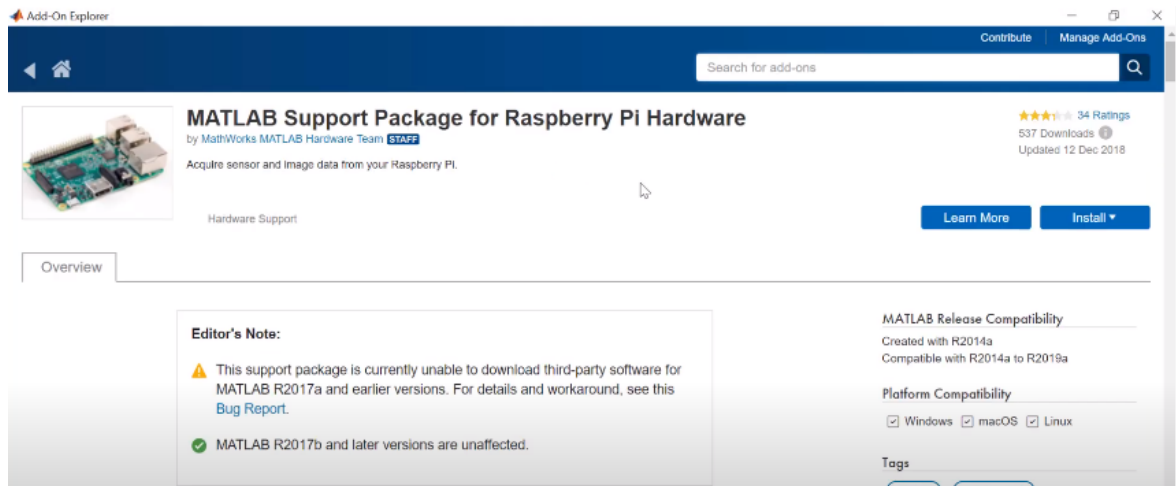 Add-On Explorer
Contribute Manage Add-Ons
Search for add-ons
MATLAB Support Package for Raspberry Pi Hardware
by MathWorks MATLAB Hardware Team STAFF
34 Ratings
537 Downloads
Updated 12 Dec 2018
Acquire sensor and image data from your Raspberry Pi.
Hardware Support
Learn More
Install
Overview
Editor's Note:
This support package is currently unable to download third-party software for
MATLAB R2017a and earlier versions. For details and workaround, see this
Bug Report.
MATLAB R2017b and later versions are unaffected.
MATLAB Release Compatibility
Created with R2014a
Compatible with R2014a to R2019a
Platform Compatibility
Windows macOS Linux
Tags